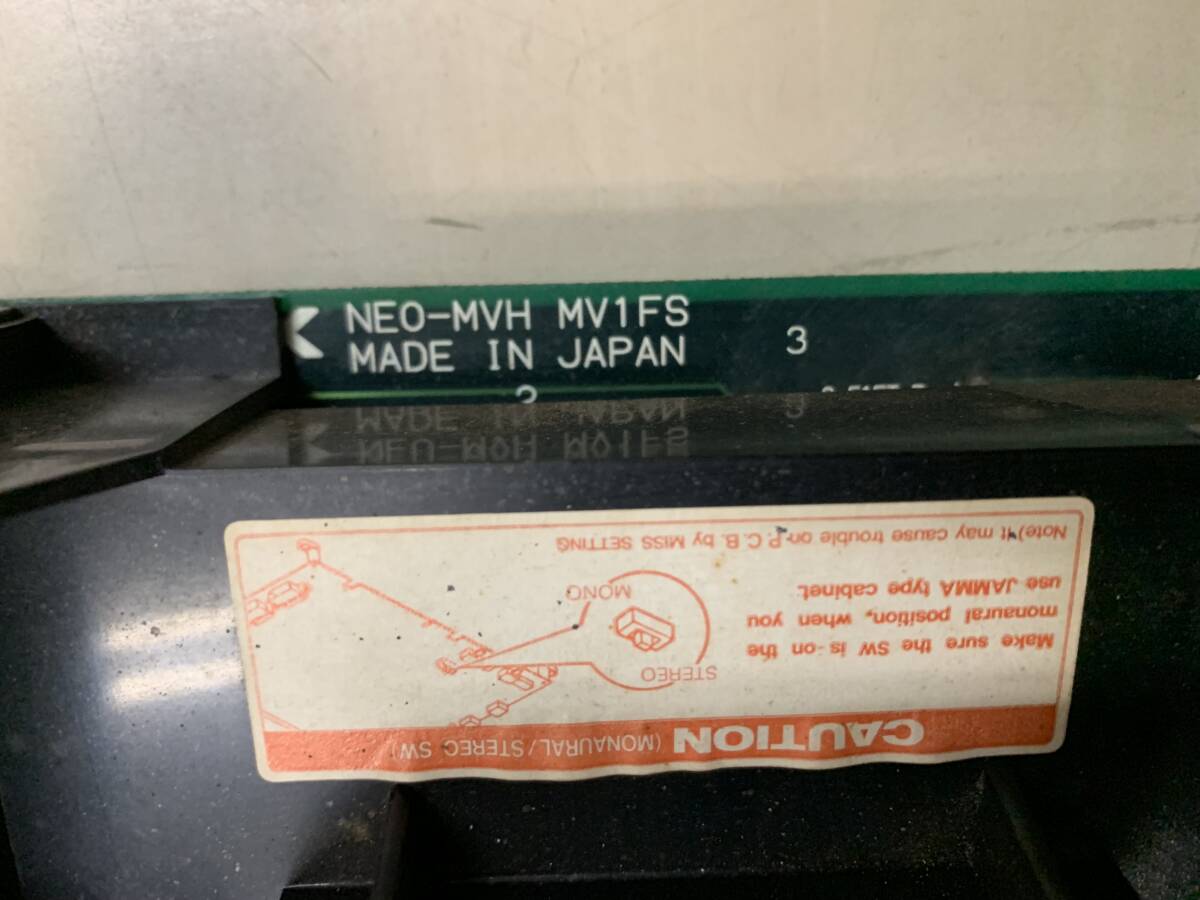 NEO-MVH MV1FS
MADE IN JAPAN
3
2
CAUTION (MONAURAL/STEREO SW)
Make sure the SW is on the
monaural position, when you
use JAMMA type cabinet.
STEREO
MONO
Note) It may cause trouble on P.C.B. by MISS SETTING